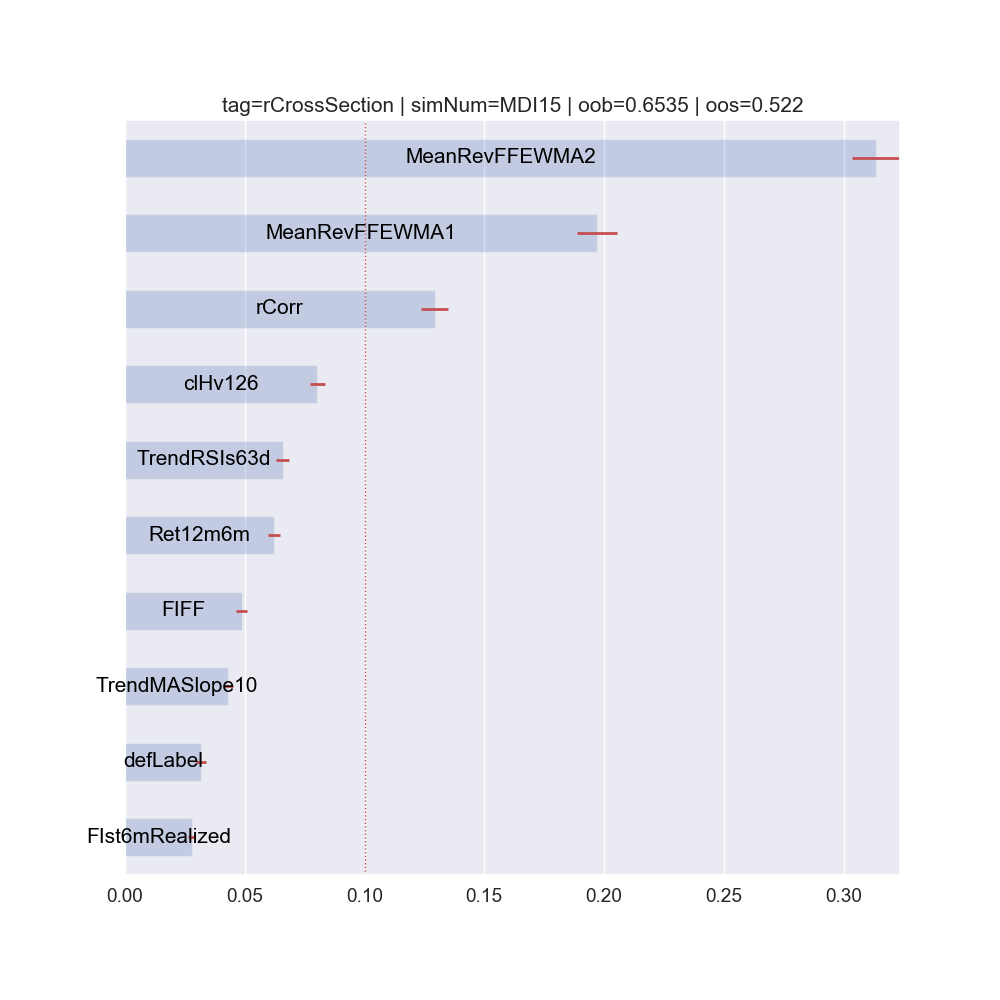 tag=rCrossSection | simNum=MDI15 | oob=0.6535 | oos=0.522
MeanRevFFEWMA2
MeanRevFFEWMA1
rCorr
clHv126
TrendRSIs63d
Ret12m6m
FIFF
TrendMASlope10
defLabel
FIst6mRealized
0.00 0.05 0.10 0.15 0.20 0.25 0.30